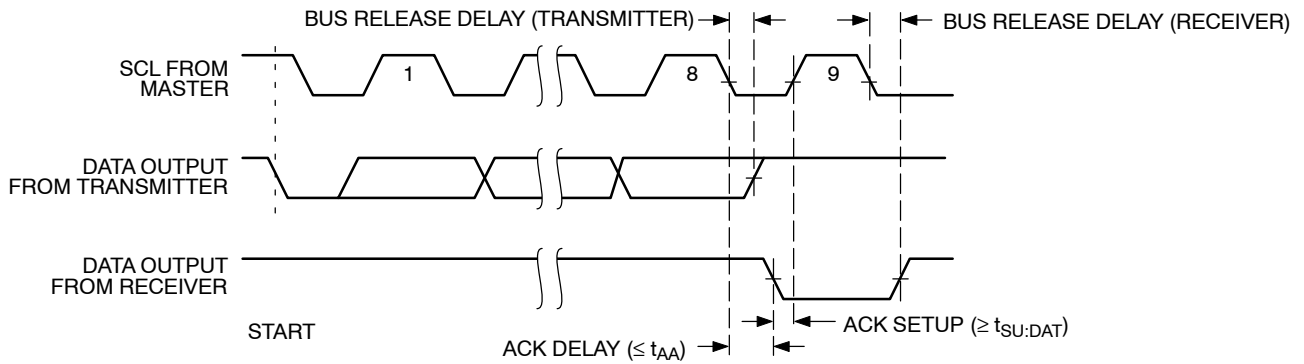 BUS RELEASE DELAY (TRANSMITTER)
BUS RELEASE DELAY (RECEIVER)
SCL FROM
MASTER
1
8
9
DATA OUTPUT
FROM TRANSMITTER
DATA OUTPUT
FROM RECEIVER
START
ACK SETUP (≥ tSU:DAT)
ACK DELAY (≤ tAA)